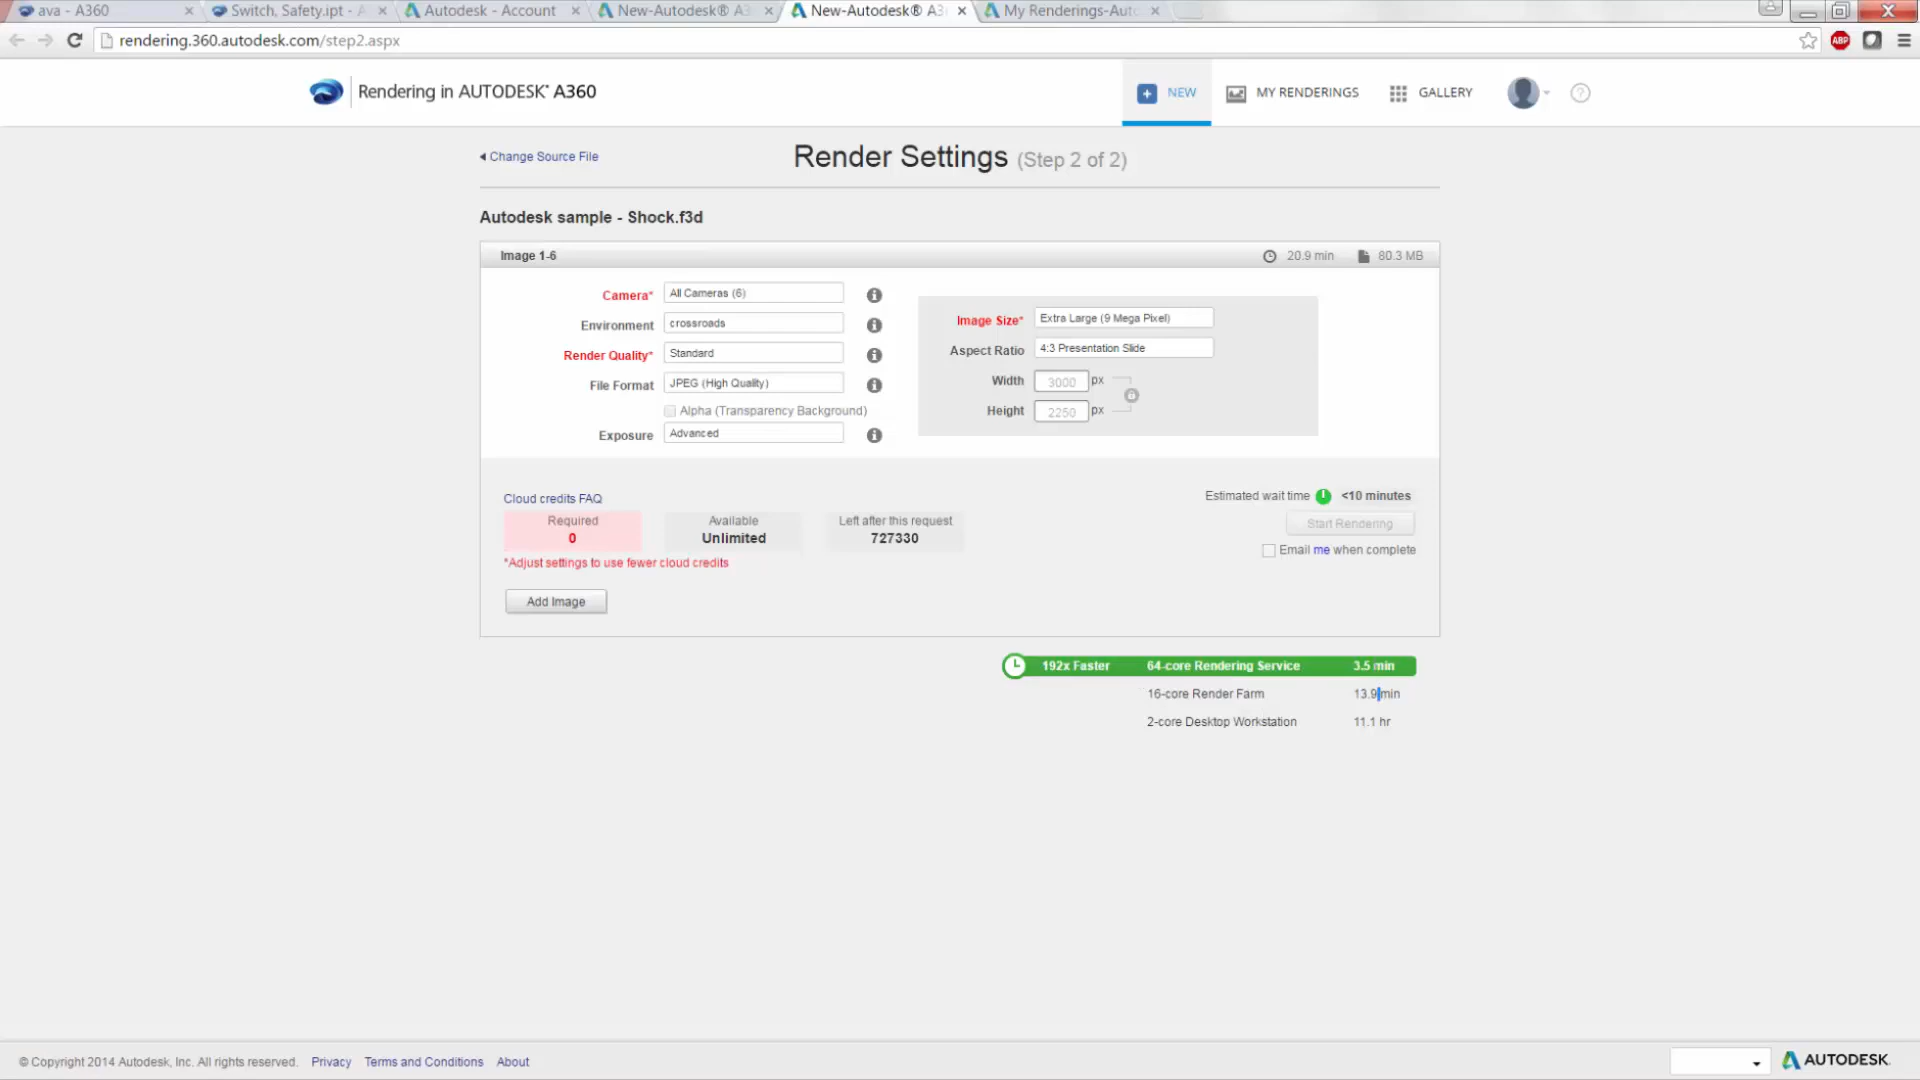 ava - A360
Switch, Safety.ipt - A
Autodesk - Account
New-Autodesk® A3
New-Autodesk® A3
My Renderings-Auto
rendering.360.autodesk.com/step2.aspx
ABP
Rendering in AUTODESK® A360
NEW
MY RENDERINGS
GALLERY
?
Change Source File
Render Settings (Step 2 of 2)
Autodesk sample - Shock.f3d
Image 1-6
20.9 min
80.3 MB
Camera*
All Cameras (6)
Environment
crossroads
Render Quality*
Standard
File Format
JPEG (High Quality)
Alpha (Transparency Background)
Exposure
Advanced
Image Size*
Extra Large (9 Mega Pixel)
Aspect Ratio
4:3 Presentation Slide
Width
3000
px
Height
2250
px
Cloud credits FAQ
Required
0
Available
Unlimited
Left after this request
727330
*Adjust settings to use fewer cloud credits
Estimated wait time <10 minutes
Start Rendering
Email me when complete
Add Image
192x Faster 64-core Rendering Service 3.5 min
16-core Render Farm 13.9 min
2-core Desktop Workstation 11.1 hr
© Copyright 2014 Autodesk, Inc. All rights reserved. Privacy Terms and Conditions About
AUTODESK